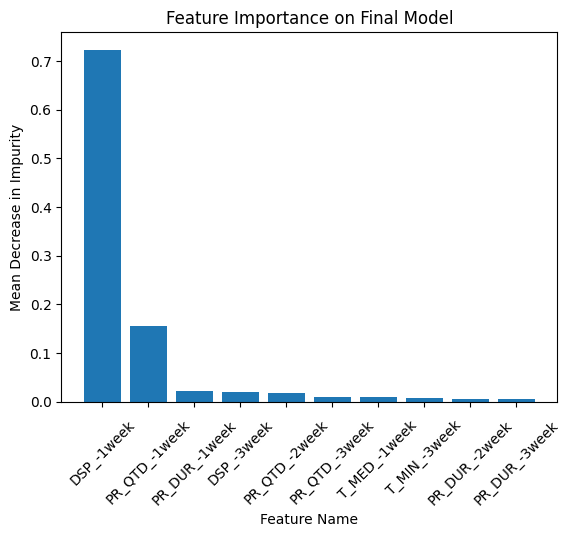 Feature Importance on Final Model
Mean Decrease in Impurity
0.7
0.6
0.5
0.4
0.3
0.2
0.1
0.0
DSP_-1week
PR_QTD_-1week
PR_DUR_-1week
DSP_-3week
PR_QTD_-2week
PR_QTD_-3week
T_MED_-1week
T_MIN_-3week
PR_DUR_-2week
PR_DUR_-3week
Feature Name